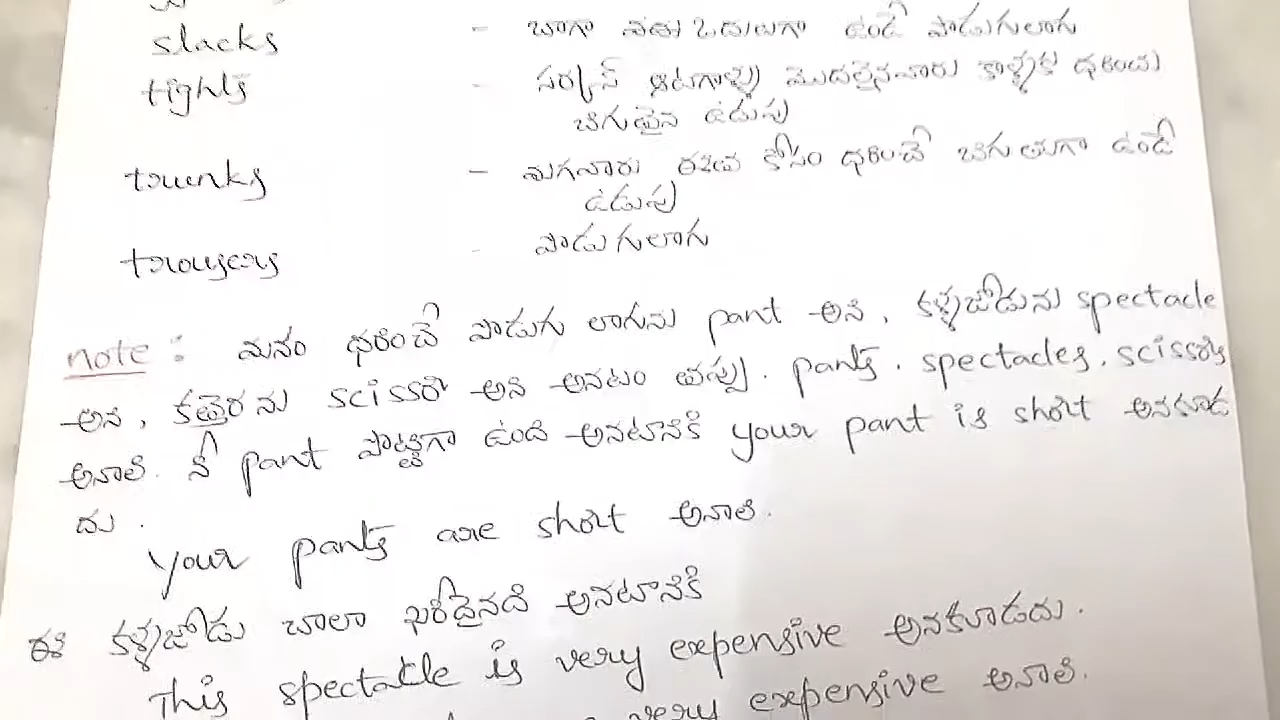 slacks - బాగా వదులుగా ఉండే పొడుగులాగు
tights - సర్కస్ ఆటగాళ్ళు మొదలైనవారు కాళ్ళకు ధరించు
బిగుతైన ఉడుపు
trunks - మగవారు ఈత కోసం ధరించే బిగుతుగా ఉండే
ఉడుపు
trousers - పొడుగులాగు
note : మనం ధరించే పొడుగు లాగును pant అని, కళ్ళజోడును spectacle
అని, కత్తెరను scissor అని అనటం తప్పు. pants, spectacles, scissors
అనాలి. నీ pant పొట్టిగా ఉంది అనటానికి your pant is short అనకూడ
దు.
your pants are short అనాలి.
ఈ కళ్ళజోడు చాలా ఖరీదైనది అనటానికి
This spectacle is very expensive అనకూడదు.
very expensive అనాలి.